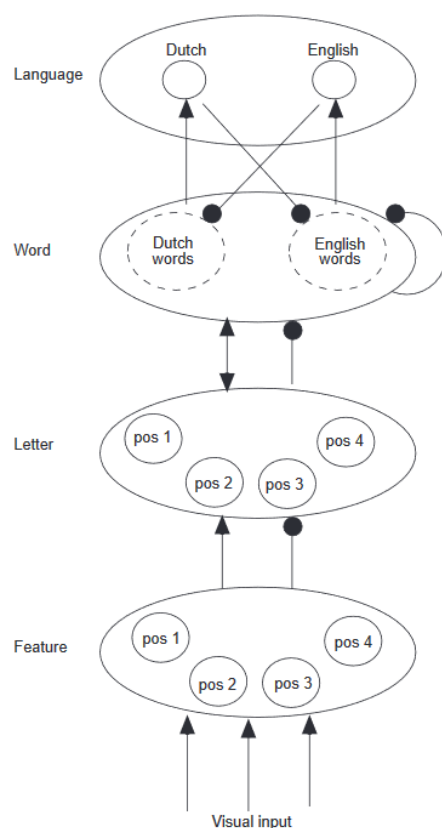 Dutch English
Language
Word
Dutch words
English words
Letter
pos 1
pos 2
pos 3
pos 4
Feature
pos 1
pos 2
pos 3
pos 4
Visual input